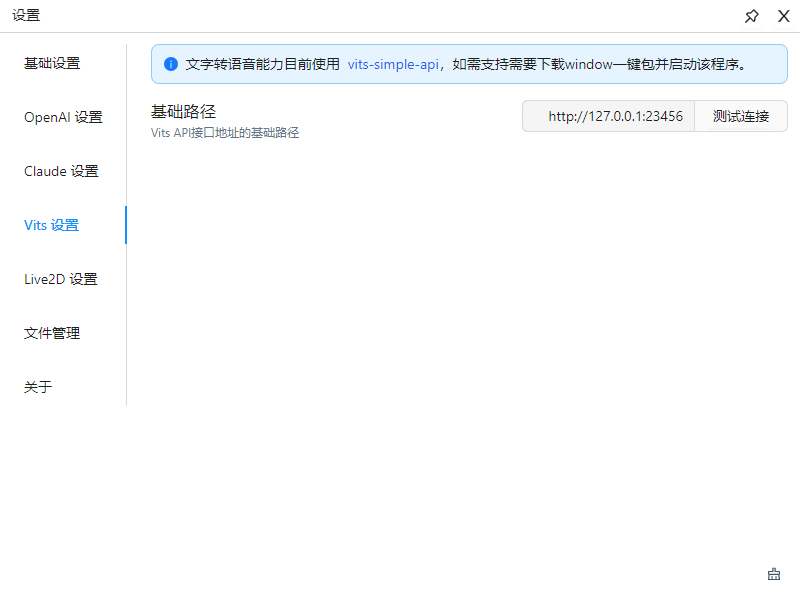 设置
基础设置
OpenAI 设置
Claude 设置
Vits 设置
Live2D 设置
文件管理
关于
文字转语音能力目前使用 vits-simple-api，如需支持需要下载window一键包并启动该程序。
基础路径
Vits API接口地址的基础路径
http://127.0.0.1:23456
测试连接